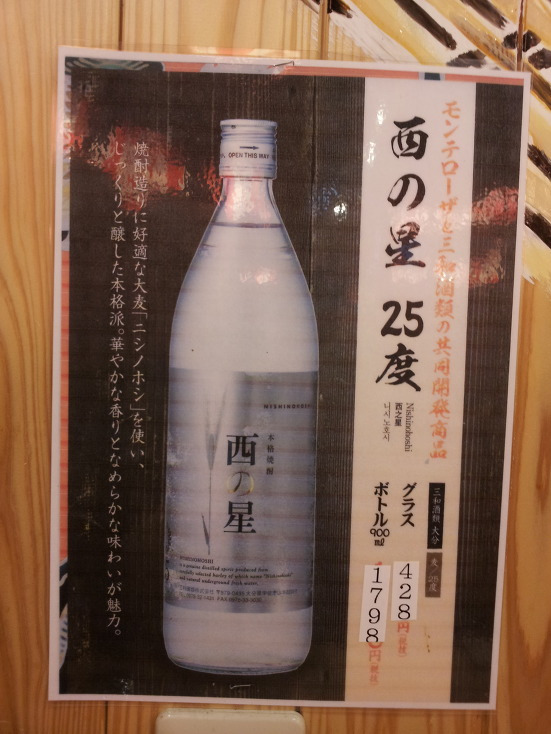 モンテローザと三和酒類の共同開発商品
西の星 25度
Nishinohoshi
西之星
니시노호시
三和酒類 大分
麦 25度
グラス 428円(税抜)
ボトル900ml 1798円(税抜)
焼酎造りに好適な大麦「ニシノホシ」を使い、
じっくりと醸した本格派。華やかな香りとなめらかな味わいが魅力。
OPEN THIS WAY
NISHINOHOSHI
本格焼酎
西の星
NISHINOHOSHI